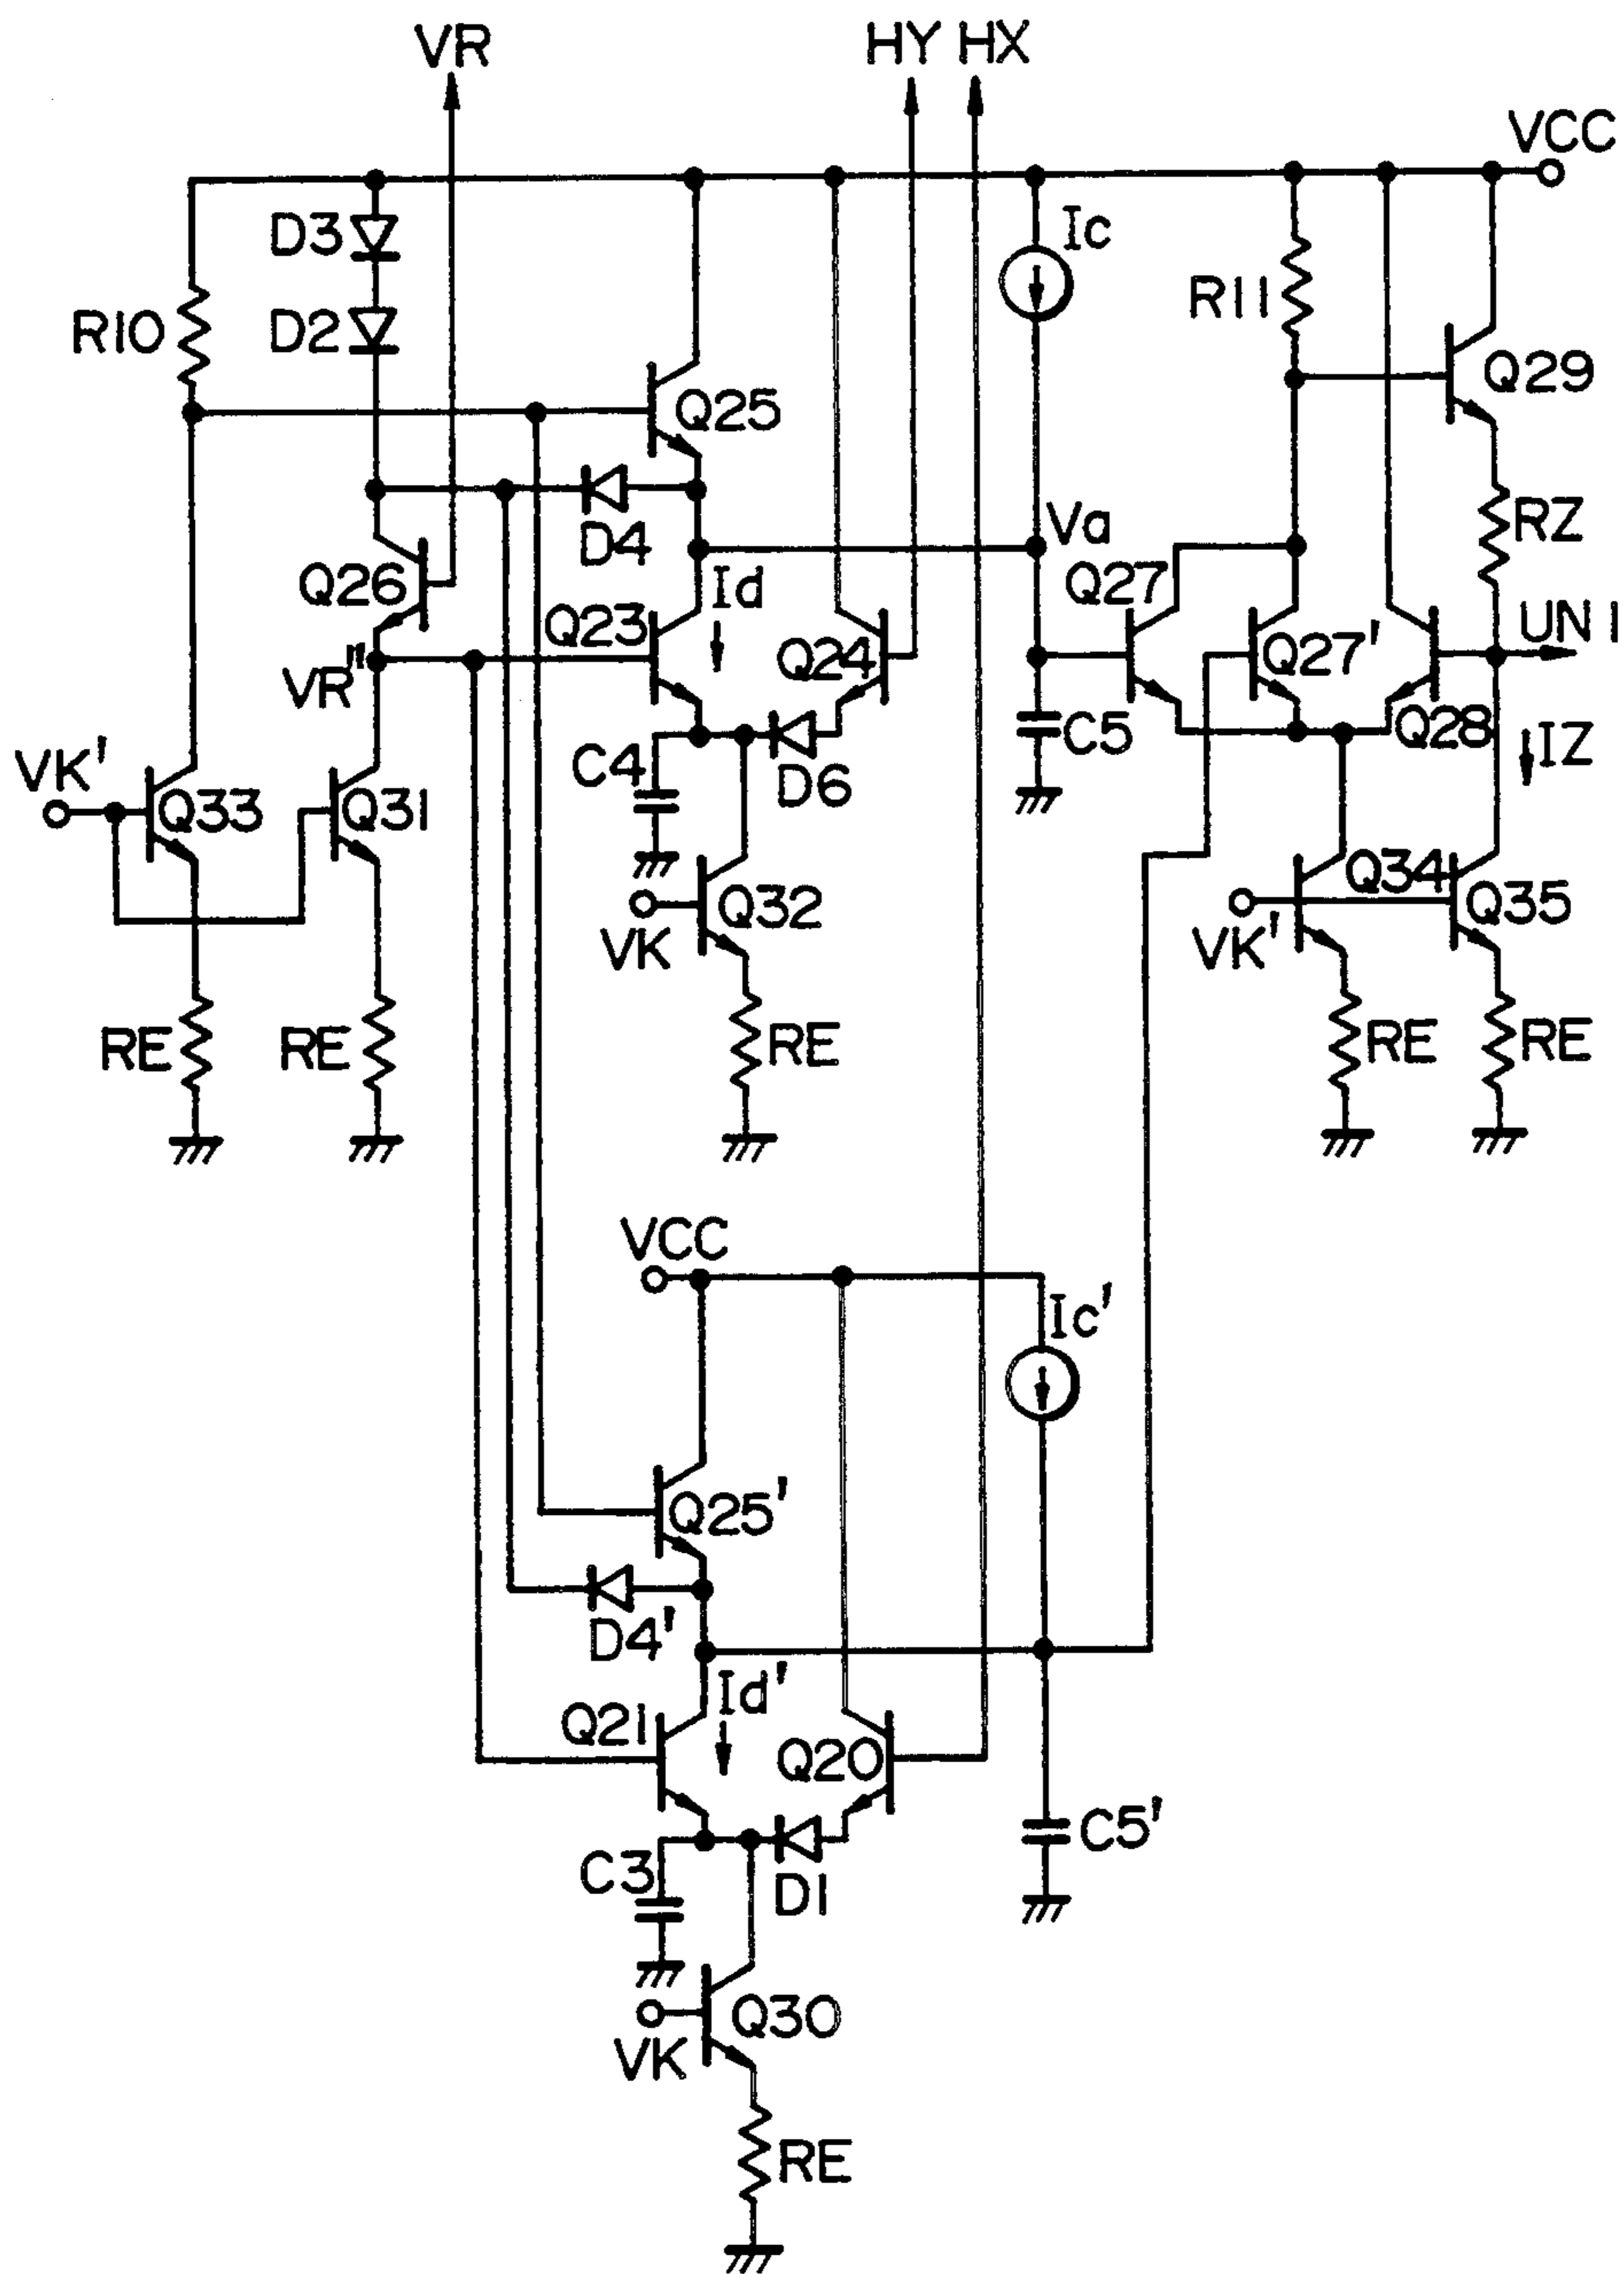 VR
HY HX
VCC
D3
Ic
R10
D2
R11
Q25
Q29
D4
Va
RZ
Q26
Id
Q27
Q23
Q24
Q27'
UN1
VR"
Q28
C5
IZ
C4
D6
VK'
Q33
Q31
Q32
VK
Q34
Q35
VK'
RE
RE
RE
RE
RE
VCC
Ic'
Q25'
D4'
Id'
Q21
Q20
C5'
C3
D1
Q30
VK
RE